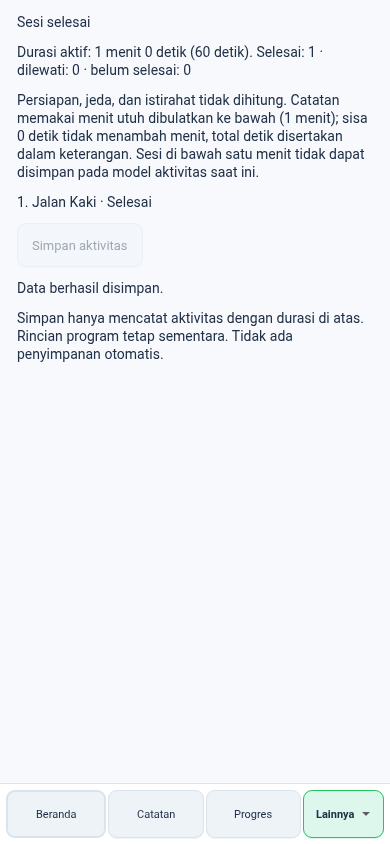 Sesi selesai
Durasi aktif: 1 menit 0 detik (60 detik). Selesai: 1 ·
dilewati: 0 · belum selesai: 0
Persiapan, jeda, dan istirahat tidak dihitung. Catatan
memakai menit utuh dibulatkan ke bawah (1 menit); sisa
0 detik tidak menambah menit, total detik disertakan
dalam keterangan. Sesi di bawah satu menit tidak dapat
disimpan pada model aktivitas saat ini.
1. Jalan Kaki · Selesai
Simpan aktivitas
Data berhasil disimpan.
Simpan hanya mencatat aktivitas dengan durasi di atas.
Rincian program tetap sementara. Tidak ada
penyimpanan otomatis.
Beranda
Catatan
Progres
Lainnya